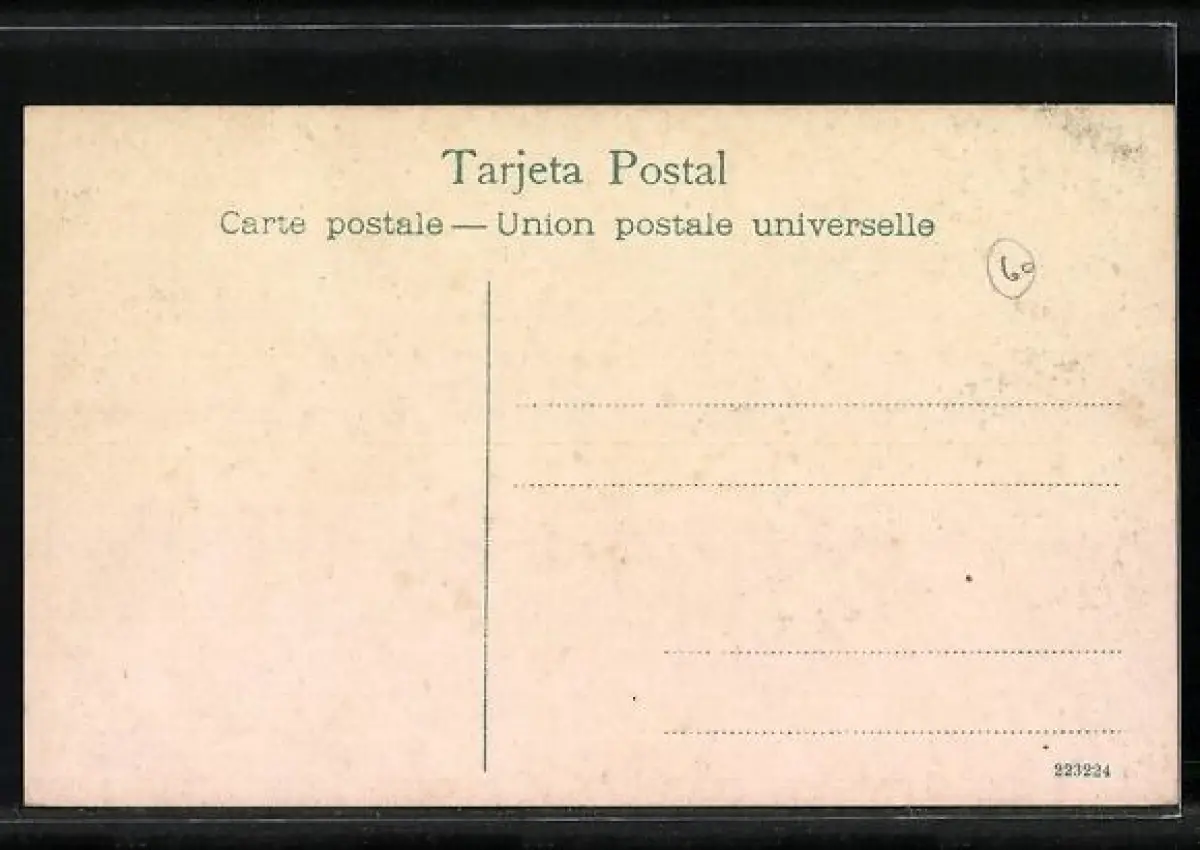 Tarjeta Postal
Carte postale — Union postale universelle
60
223224